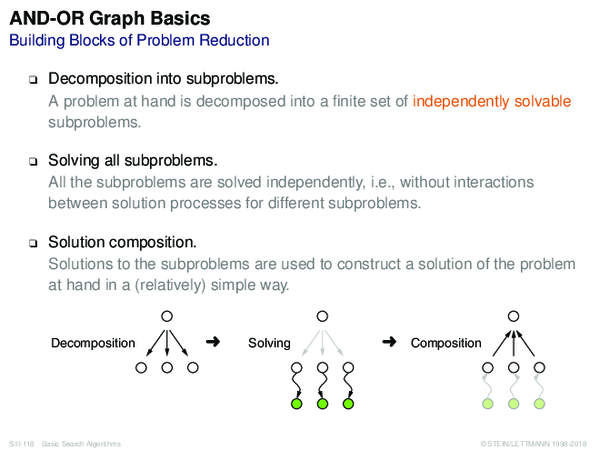 AND-OR Graph Basics
Building Blocks of Problem Reduction
❑ Decomposition into subproblems.
A problem at hand is decomposed into a finite set of independently solvable
subproblems.
❑ Solving all subproblems.
All the subproblems are solved independently, i.e., without interactions
between solution processes for different subproblems.
❑ Solution composition.
Solutions to the subproblems are used to construct a solution of the problem
at hand in a (relatively) simple way.
Decomposition ➜ Solving ➜ Composition
S:II-118 Basic Search Algorithms © STEIN/LETTMANN 1998-2018